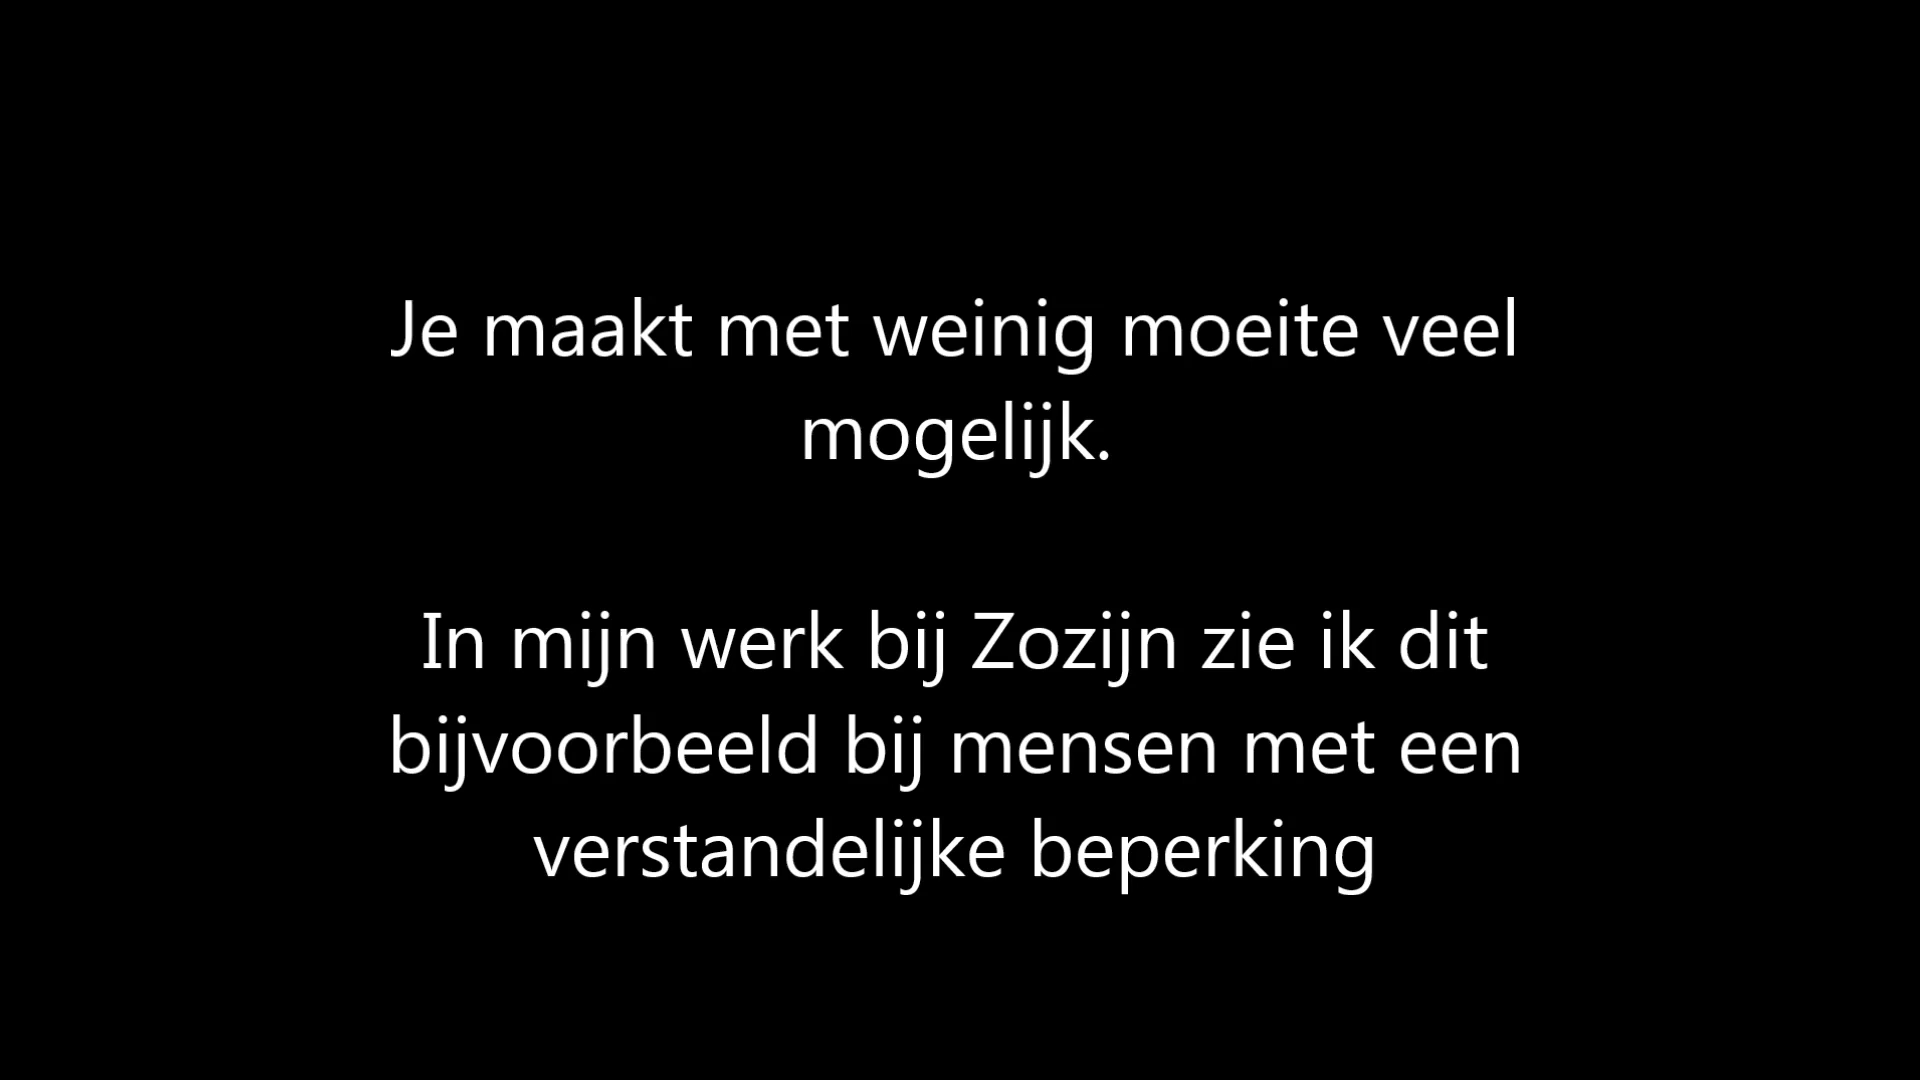 Je maakt met weinig moeite veel
mogelijk.
In mijn werk bij Zozijn zie ik dit
bijvoorbeeld bij mensen met een
verstandelijke beperking